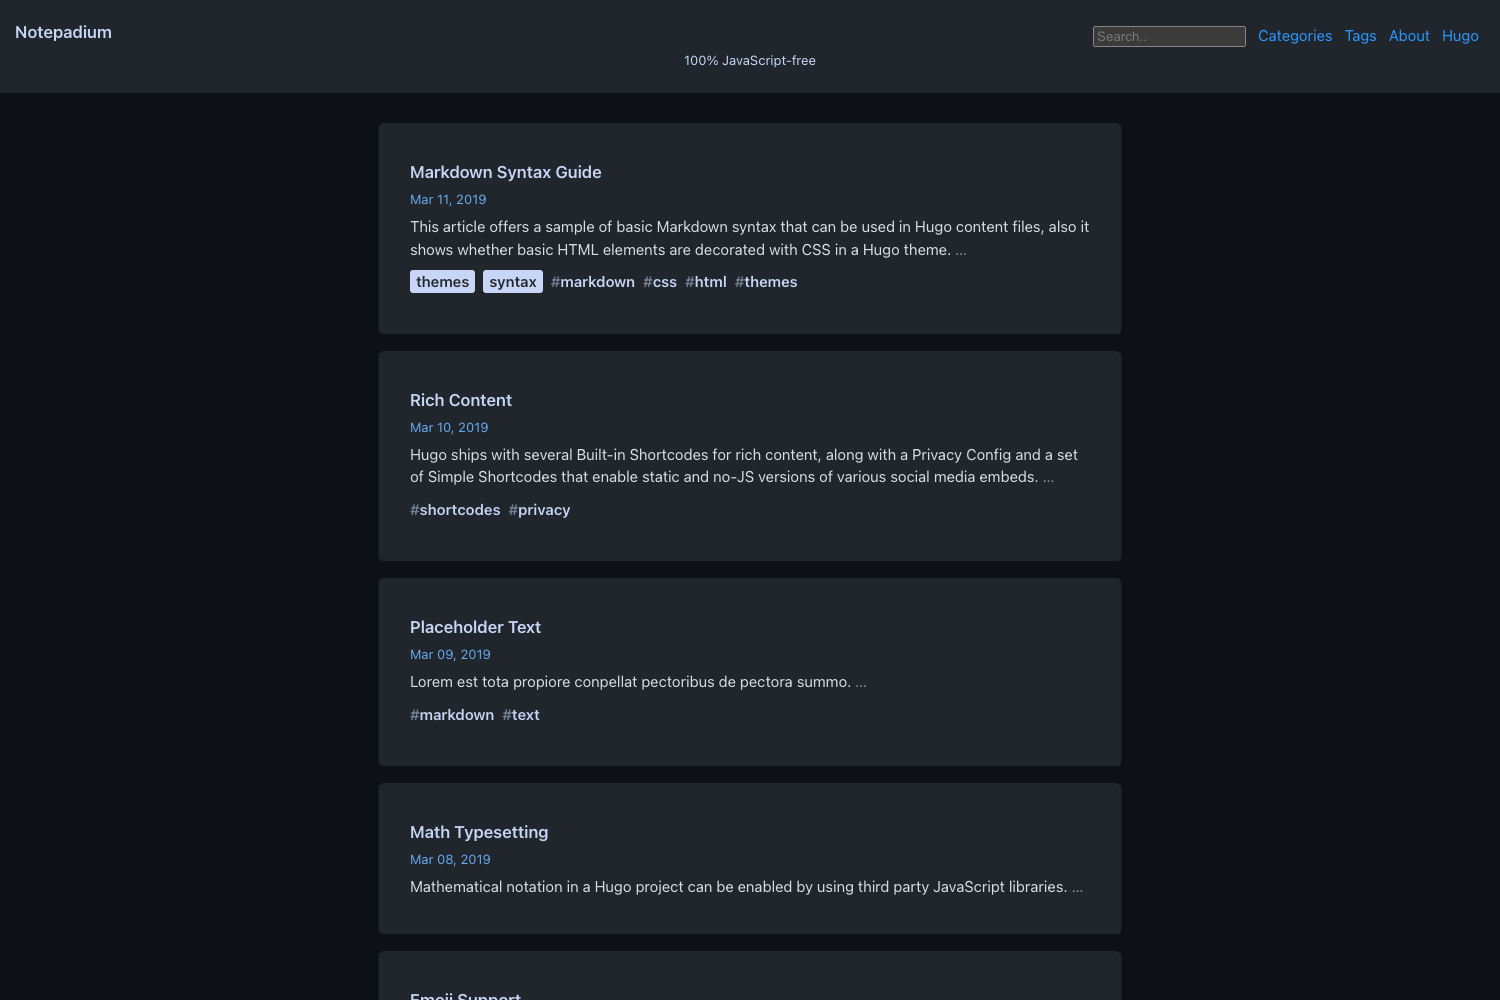 Notepadium
Search..
Categories
Tags
About
Hugo
100% JavaScript-free
Markdown Syntax Guide
Mar 11, 2019
This article offers a sample of basic Markdown syntax that can be used in Hugo content files, also it
shows whether basic HTML elements are decorated with CSS in a Hugo theme. ...
themes syntax #markdown #css #html #themes
Rich Content
Mar 10, 2019
Hugo ships with several Built-in Shortcodes for rich content, along with a Privacy Config and a set
of Simple Shortcodes that enable static and no-JS versions of various social media embeds. ...
#shortcodes #privacy
Placeholder Text
Mar 09, 2019
Lorem est tota propiore conpellat pectoribus de pectora summo. ...
#markdown #text
Math Typesetting
Mar 08, 2019
Mathematical notation in a Hugo project can be enabled by using third party JavaScript libraries. ...
Emoji Support